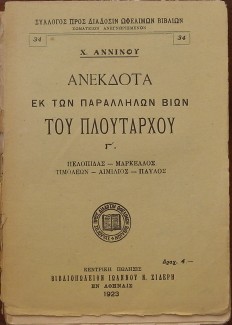 ΣΥΛΛΟΓΟΣ ΠΡΟΣ ΔΙΑΔΟΣΙΝ ΩΦΕΛΙΜΩΝ ΒΙΒΛΙΩΝ
34 34
Χ. ΑΝΝΙΝΟΥ
ΑΝΕΚΔΟΤΑ
ΕΚ ΤΩΝ ΠΑΡΑΛΛΗΛΩΝ ΒΙΩΝ
ΤΟΥ ΠΛΟΥΤΑΡΧΟΥ
Γ'.
ΠΕΛΟΠΙΔΑΣ — ΜΑΡΚΕΛΛΟΣ
ΤΙΜΟΛΕΩΝ — ΑΙΜΙΛΙΟΣ — ΠΑΥΛΟΣ
Δραχ. 4 —
ΚΕΝΤΡΙΚΗ ΠΩΛΗΣΙΣ
ΒΙΒΛΙΟΠΩΛΕΙΟΝ ΙΩΑΝΝΟΥ Ν. ΣΙΔΕΡΗ
ΕΝ ΑΘΗΝΑΙΣ
1923